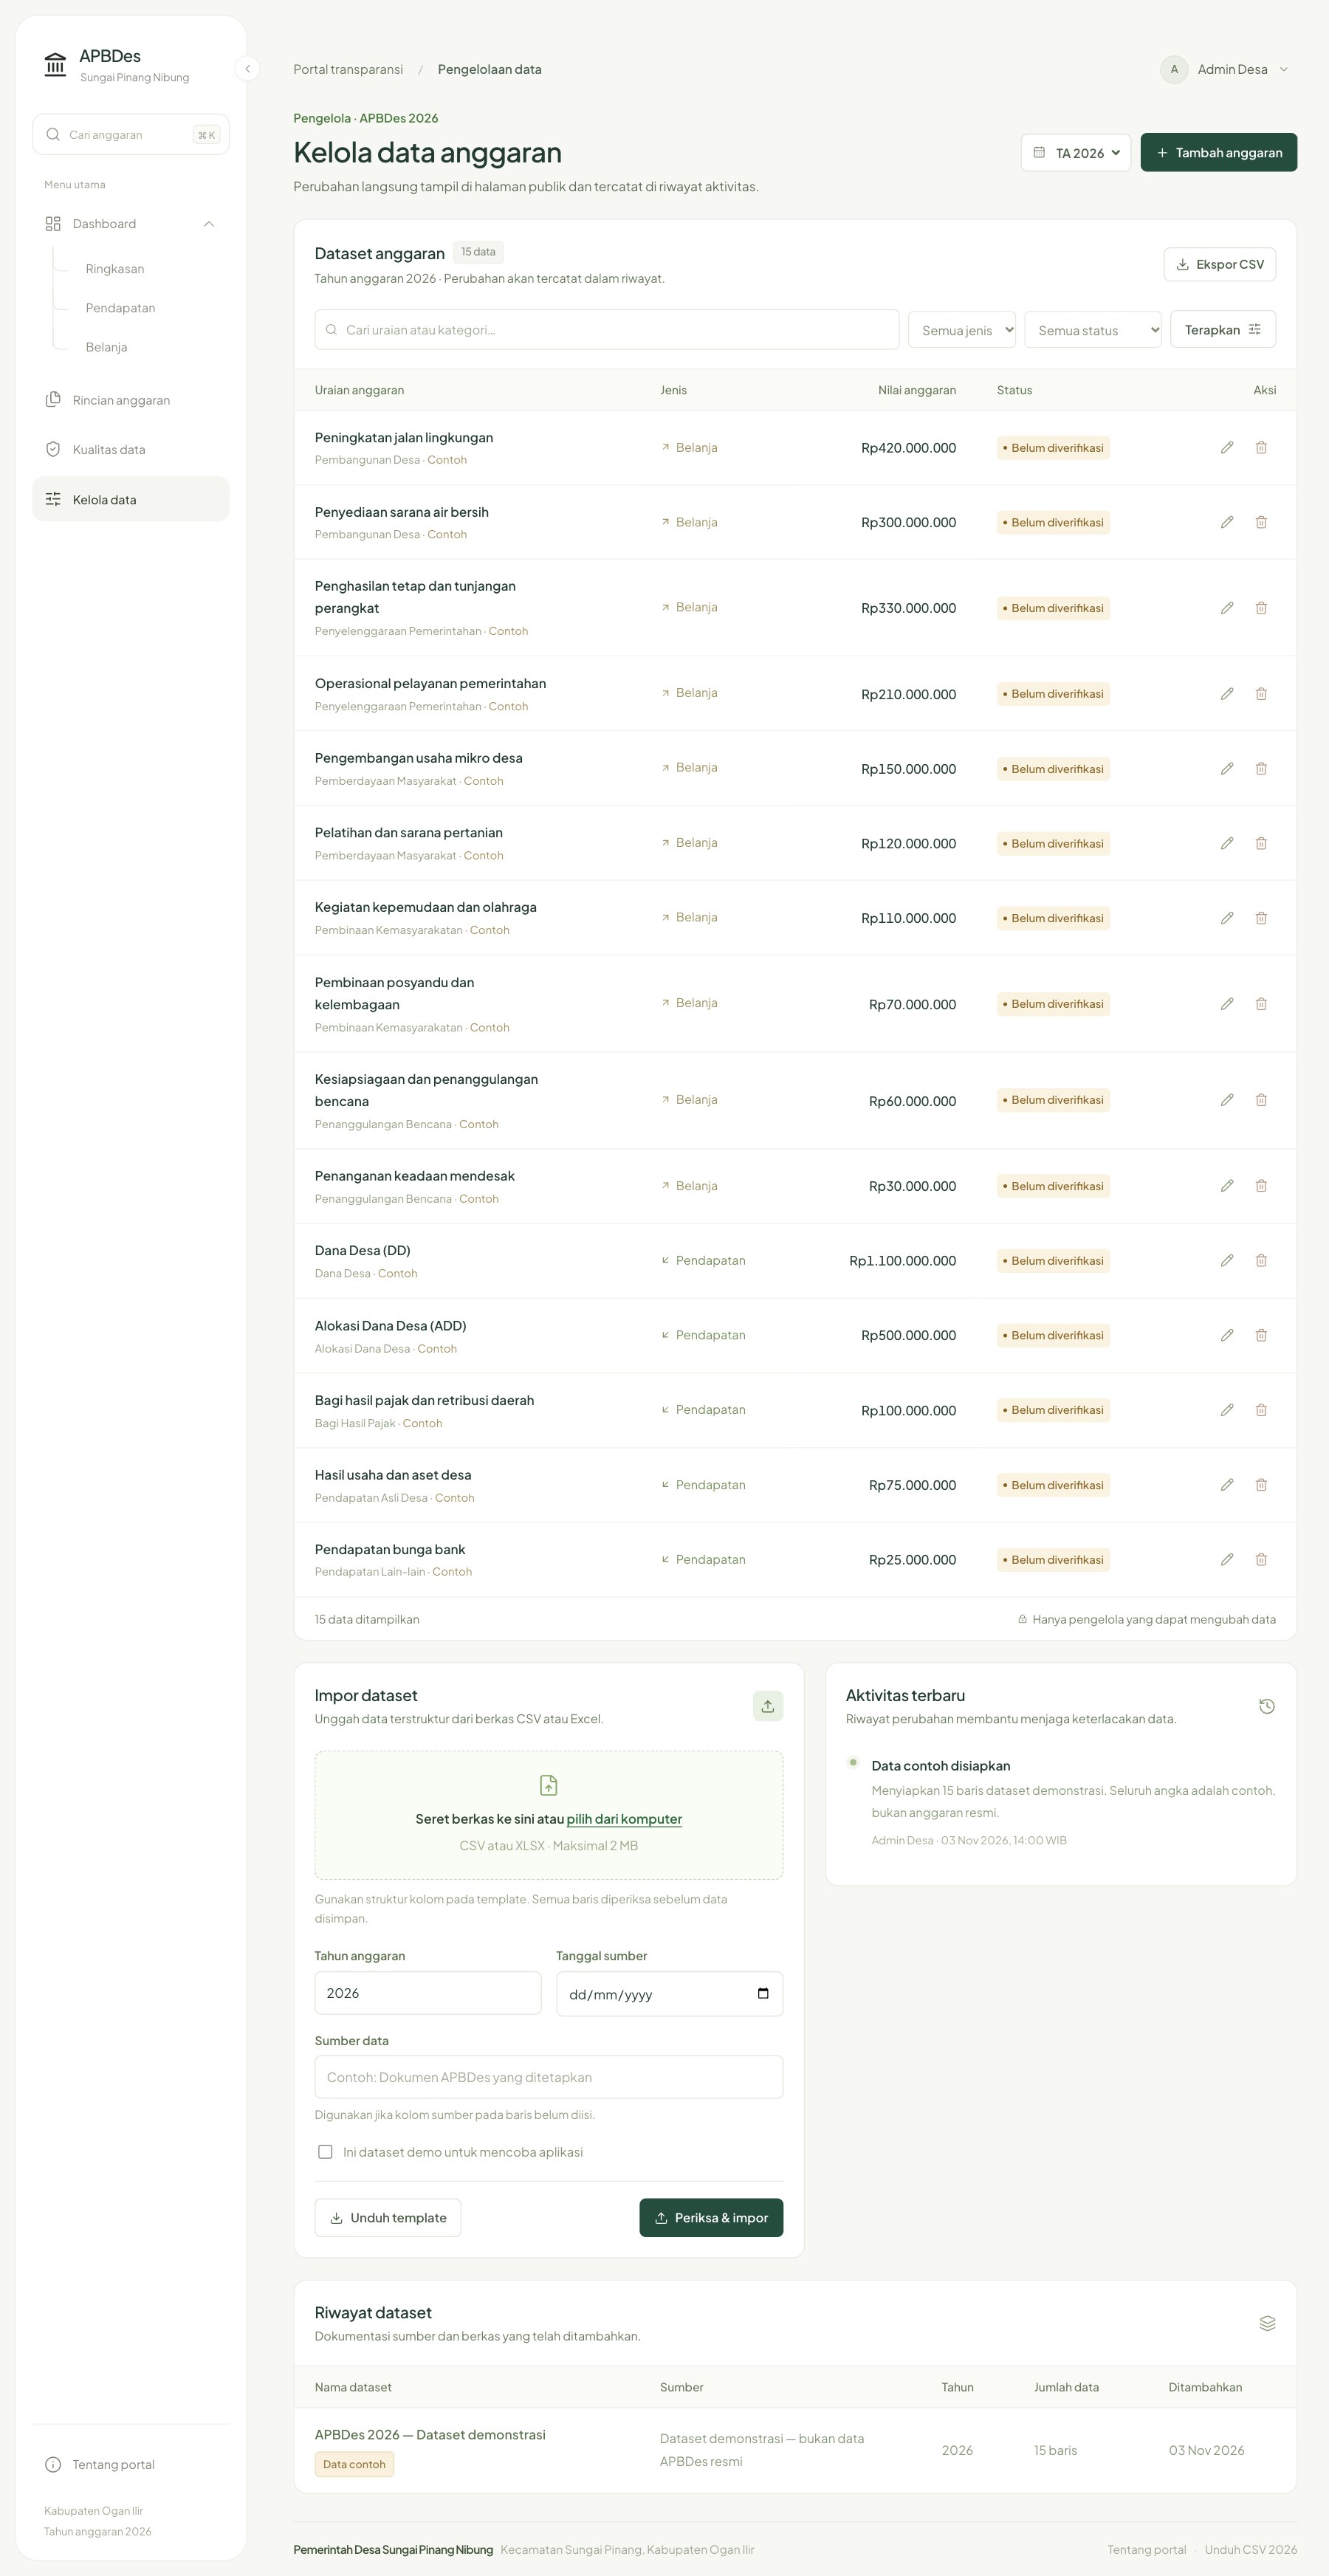 APBDes
Sungai Pinang Nibung
Cari anggaran
⌘ K
Menu utama
Dashboard
Ringkasan
Pendapatan
Belanja
Rincian anggaran
Kualitas data
Kelola data
Tentang portal
Kabupaten Ogan Ilir
Tahun anggaran 2026
Portal transparansi / Pengelolaan data
A Admin Desa
Pengelola · APBDes 2026
Kelola data anggaran
Perubahan langsung tampil di halaman publik dan tercatat di riwayat aktivitas.
TA 2026
Tambah anggaran
Dataset anggaran 15 data
Tahun anggaran 2026 · Perubahan akan tercatat dalam riwayat.
Ekspor CSV
Cari uraian atau kategori... Semua jenis Semua status Terapkan
Uraian anggaran Jenis Nilai anggaran Status Aksi
Peningkatan jalan lingkungan
Pembangunan Desa · Contoh
Belanja Rp420.000.000 Belum diverifikasi
Penyediaan sarana air bersih
Pembangunan Desa · Contoh
Belanja Rp300.000.000 Belum diverifikasi
Penghasilan tetap dan tunjangan
perangkat
Penyelenggaraan Pemerintahan · Contoh
Belanja Rp330.000.000 Belum diverifikasi
Operasional pelayanan pemerintahan
Penyelenggaraan Pemerintahan · Contoh
Belanja Rp210.000.000 Belum diverifikasi
Pengembangan usaha mikro desa
Pemberdayaan Masyarakat · Contoh
Belanja Rp150.000.000 Belum diverifikasi
Pelatihan dan sarana pertanian
Pemberdayaan Masyarakat · Contoh
Belanja Rp120.000.000 Belum diverifikasi
Kegiatan kepemudaan dan olahraga
Pembinaan Kemasyarakatan · Contoh
Belanja Rp110.000.000 Belum diverifikasi
Pembinaan posyandu dan
kelembagaan
Pembinaan Kemasyarakatan · Contoh
Belanja Rp70.000.000 Belum diverifikasi
Kesiapsiagaan dan penanggulangan
bencana
Penanggulangan Bencana · Contoh
Belanja Rp60.000.000 Belum diverifikasi
Penanganan keadaan mendesak
Penanggulangan Bencana · Contoh
Belanja Rp30.000.000 Belum diverifikasi
Dana Desa (DD)
Dana Desa · Contoh
Pendapatan Rp1.100.000.000 Belum diverifikasi
Alokasi Dana Desa (ADD)
Alokasi Dana Desa · Contoh
Pendapatan Rp500.000.000 Belum diverifikasi
Bagi hasil pajak dan retribusi daerah
Bagi Hasil Pajak · Contoh
Pendapatan Rp100.000.000 Belum diverifikasi
Hasil usaha dan aset desa
Pendapatan Asli Desa · Contoh
Pendapatan Rp75.000.000 Belum diverifikasi
Pendapatan bunga bank
Pendapatan Lain-lain · Contoh
Pendapatan Rp25.000.000 Belum diverifikasi
15 data ditampilkan
Hanya pengelola yang dapat mengubah data
Impor dataset
Unggah data terstruktur dari berkas CSV atau Excel.
Seret berkas ke sini atau pilih dari komputer
CSV atau XLSX · Maksimal 2 MB
Gunakan struktur kolom pada template. Semua baris diperiksa sebelum data
disimpan.
Tahun anggaran Tanggal sumber
2026 dd/mm/yyyy
Sumber data
Contoh: Dokumen APBDes yang ditetapkan
Digunakan jika kolom sumber pada baris belum diisi.
Ini dataset demo untuk mencoba aplikasi
Unduh template Periksa & impor
Aktivitas terbaru
Riwayat perubahan membantu menjaga keterlacakan data.
Data contoh disiapkan
Menyiapkan 15 baris dataset demonstrasi. Seluruh angka adalah contoh,
bukan anggaran resmi.
Admin Desa · 03 Nov 2026, 14:00 WIB
Riwayat dataset
Dokumentasi sumber dan berkas yang telah ditambahkan.
Nama dataset Sumber Tahun Jumlah data Ditambahkan
APBDes 2026 — Dataset demonstrasi
Data contoh
Dataset demonstrasi — bukan data
APBDes resmi
2026 15 baris 03 Nov 2026
Pemerintah Desa Sungai Pinang Nibung Kecamatan Sungai Pinang, Kabupaten Ogan Ilir
Tentang portal · Unduh CSV 2026